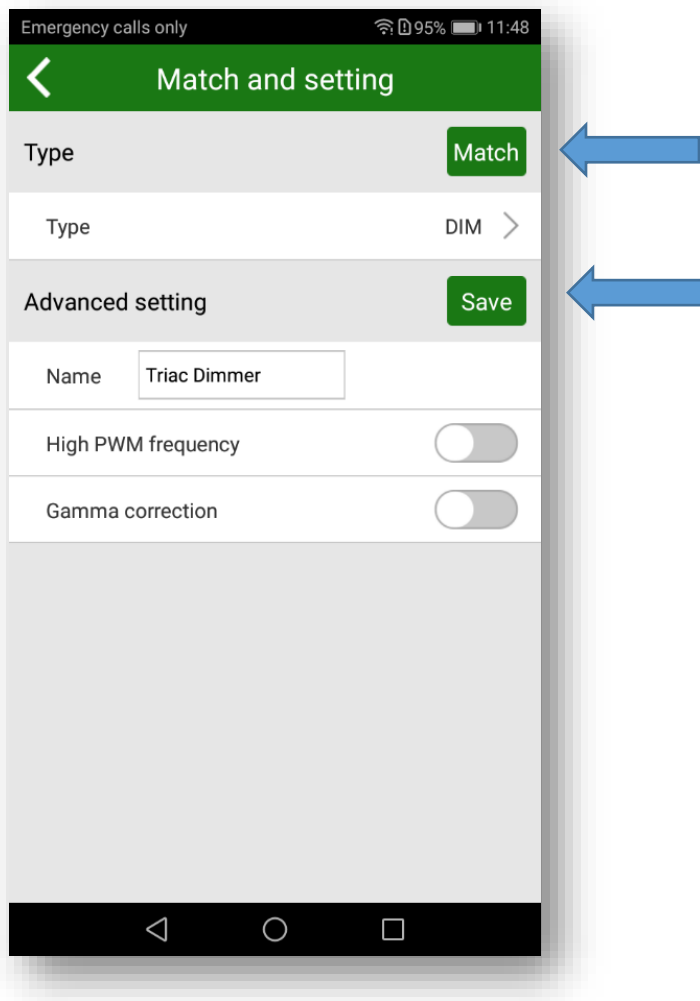 Emergency calls only 95% 11:48
Match and setting
Type Match
Type DIM
Advanced setting Save
Name Triac Dimmer
High PWM frequency
Gamma correction